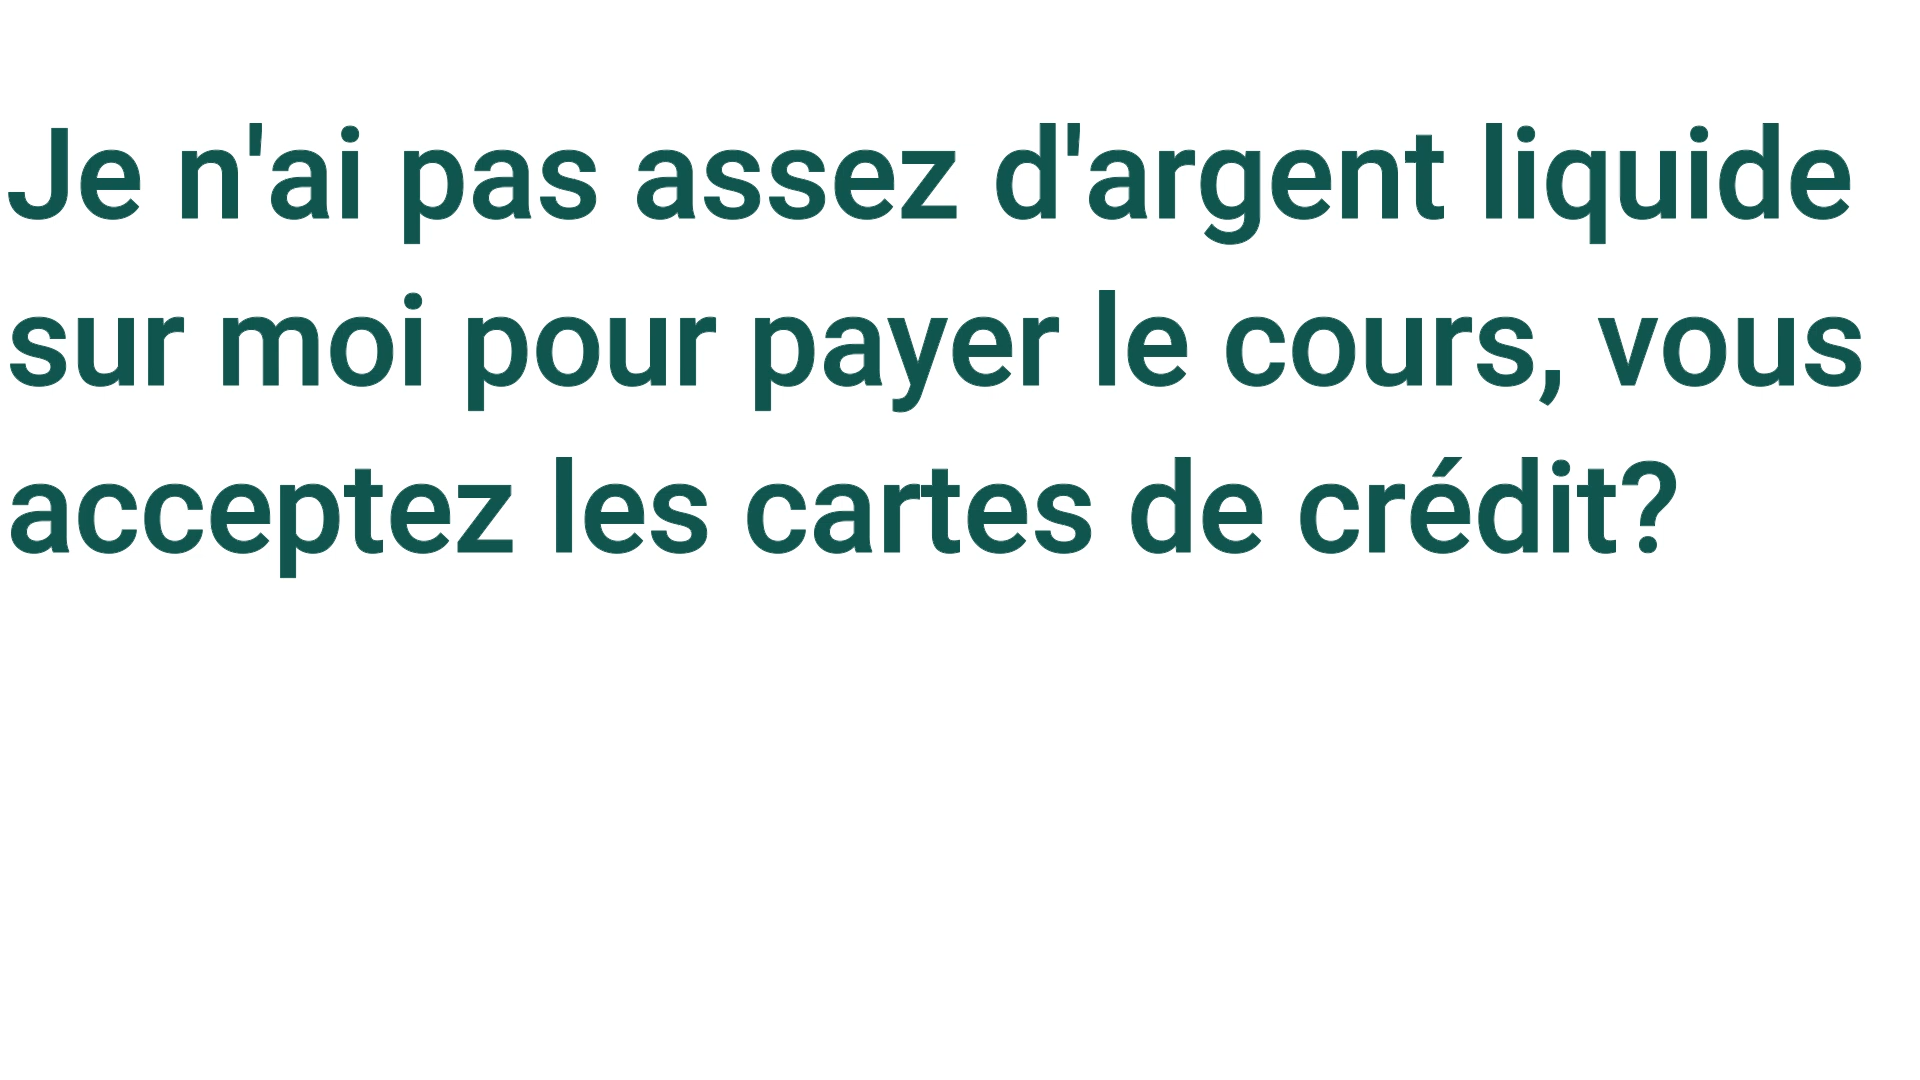 Je n'ai pas assez d'argent liquide
sur moi pour payer le cours, vous
acceptez les cartes de crédit?